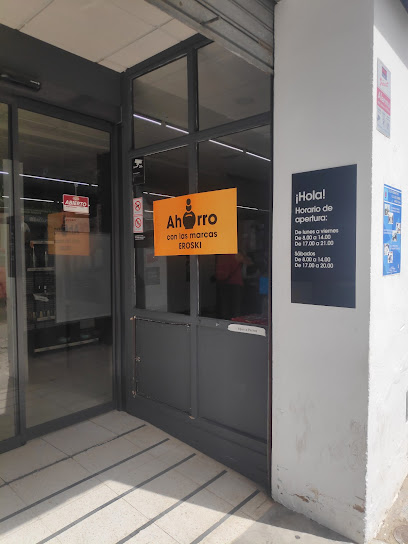 ABIERTO
Ahorro
con las marcas
EROSKI
¡Hola!
Horario de
apertura:
De lunes a viernes
De 8.00 a 14.00
De 17.00 a 21.00
Sábados
De 8.00 a 14.00
De 17.00 a 20.00